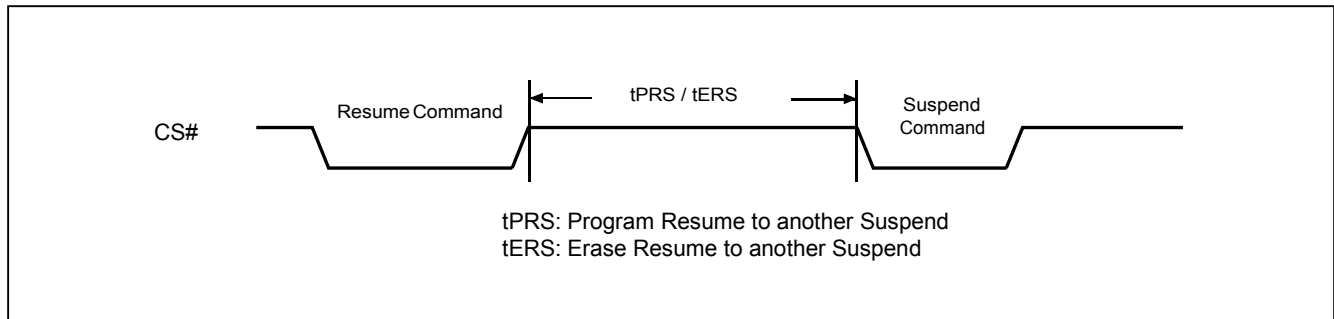 tPRS / tERS
Resume Command
Suspend
Command
CS#
tPRS: Program Resume to another Suspend
tERS: Erase Resume to another Suspend